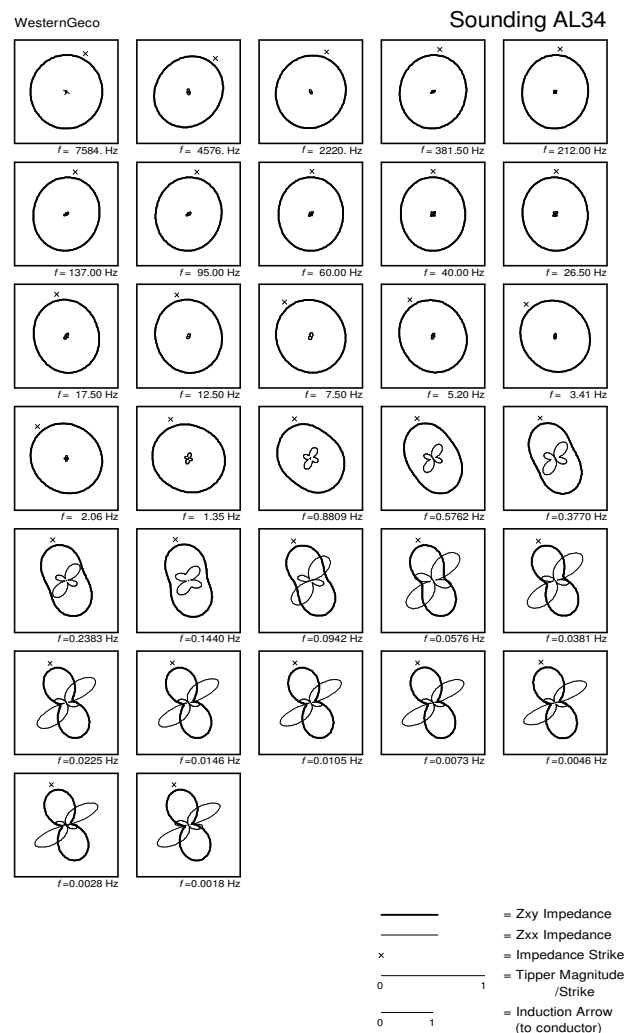 WesternGeco
Sounding AL34
f = 7584. Hz
f = 4576. Hz
f = 2220. Hz
f = 381.50 Hz
f = 212.00 Hz
f = 137.00 Hz
f = 95.00 Hz
f = 60.00 Hz
f = 40.00 Hz
f = 26.50 Hz
f = 17.50 Hz
f = 12.50 Hz
f = 7.50 Hz
f = 5.20 Hz
f = 3.41 Hz
f = 2.06 Hz
f = 1.35 Hz
f =0.8809 Hz
f =0.5762 Hz
f =0.3770 Hz
f =0.2383 Hz
f =0.1440 Hz
f =0.0942 Hz
f =0.0576 Hz
f =0.0381 Hz
f =0.0225 Hz
f =0.0146 Hz
f =0.0105 Hz
f =0.0073 Hz
f =0.0046 Hz
f =0.0028 Hz
f =0.0018 Hz
= Zxy Impedance
= Zxx Impedance
× = Impedance Strike
0 1 = Tipper Magnitude
/Strike
0 1 = Induction Arrow
(to conductor)